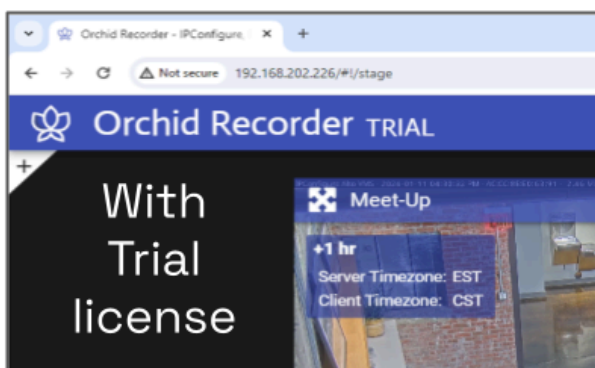 Orchid Recorder - IPConfigure,
Not secure 192.168.202.226/#!/stage
Orchid Recorder TRIAL
With
Trial
license
Meet-Up
+1 hr
Server Timezone: EST
Client Timezone: CST